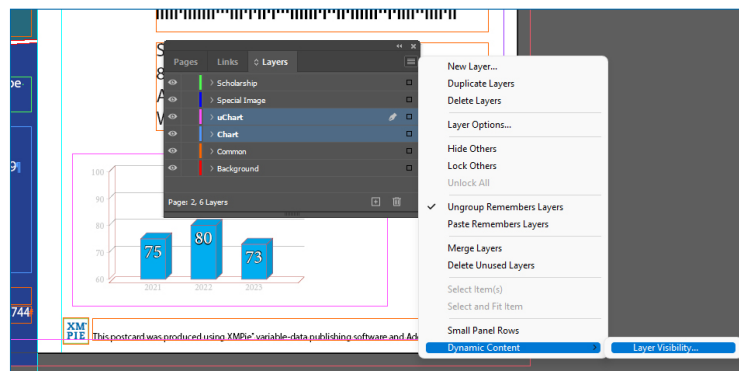 Pages Links Layers
Scholarship
Special Image
uChart
Chart
Common
Background
Page: 2, 6 Layers
New Layer...
Duplicate Layers
Delete Layers
Layer Options...
Hide Others
Lock Others
Unlock All
Ungroup Remembers Layers
Paste Remembers Layers
Merge Layers
Delete Unused Layers
Select Item(s)
Select and Fit Item
Small Panel Rows
Dynamic Content
Layer Visibility...
100
90
80
70
60
75
80
73
2021 2022 2023
744
XM
PIE
This postcard was produced using XMPie® variable-data publishing software and